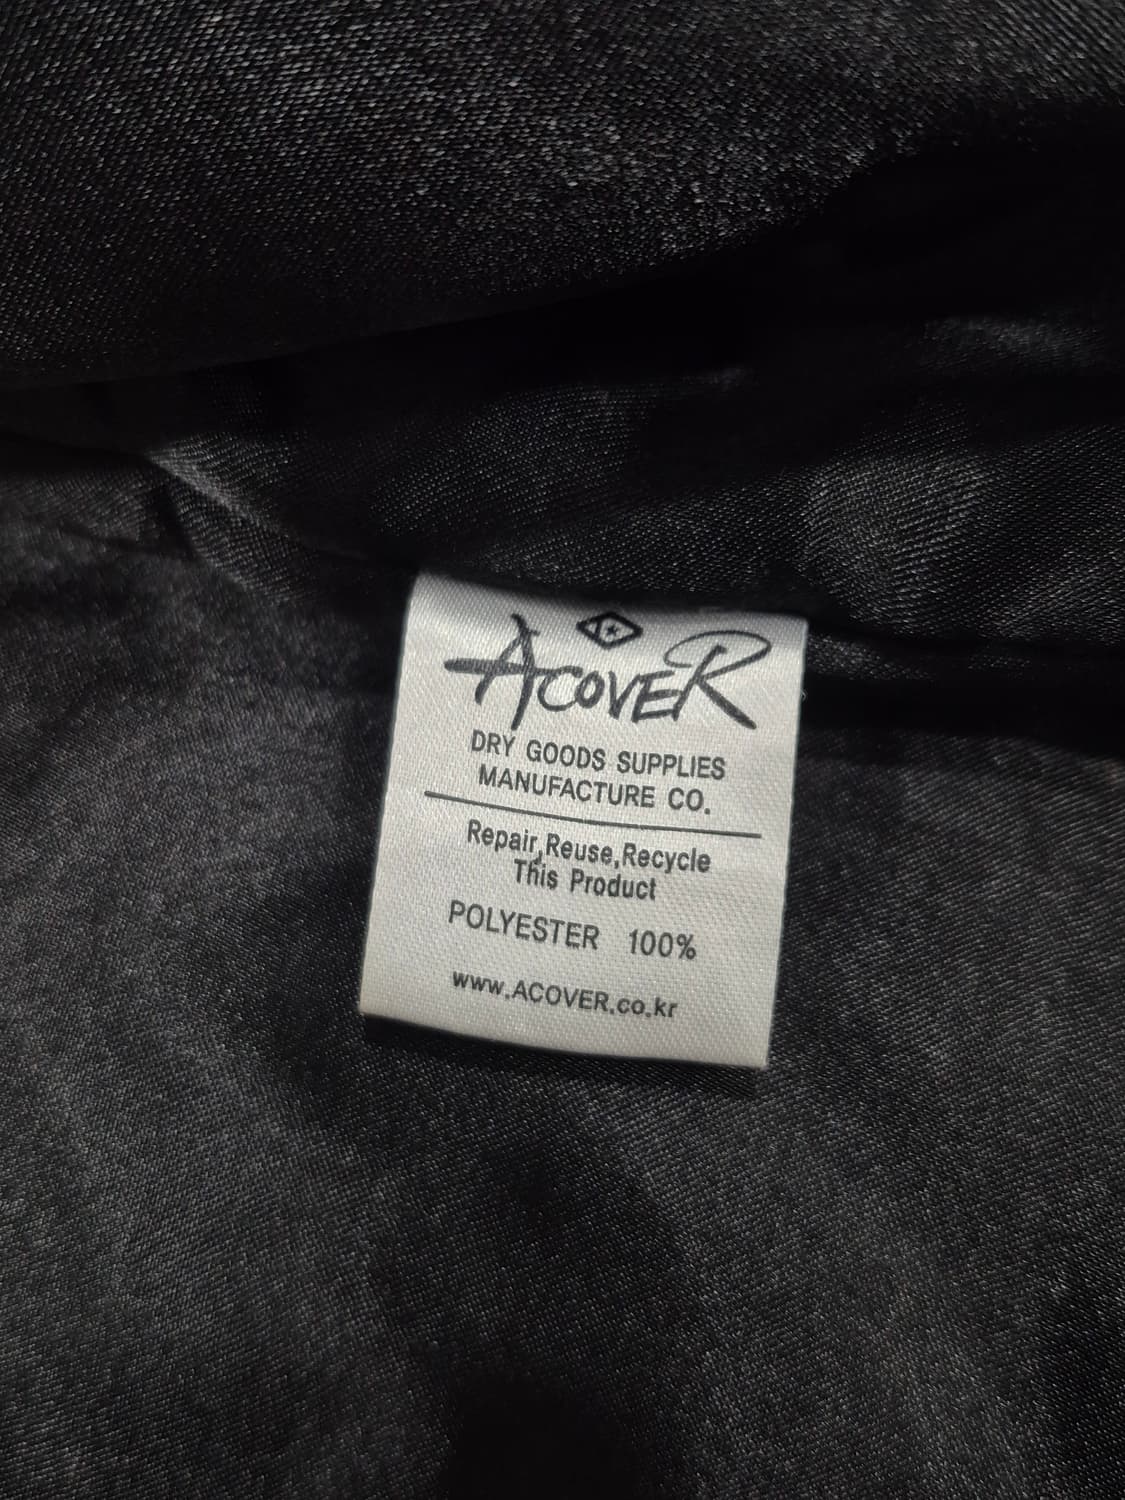 ACOVER
DRY GOODS SUPPLIES
MANUFACTURE CO.
Repair,Reuse,Recycle
This Product
POLYESTER 100%
www.ACOVER.co.kr